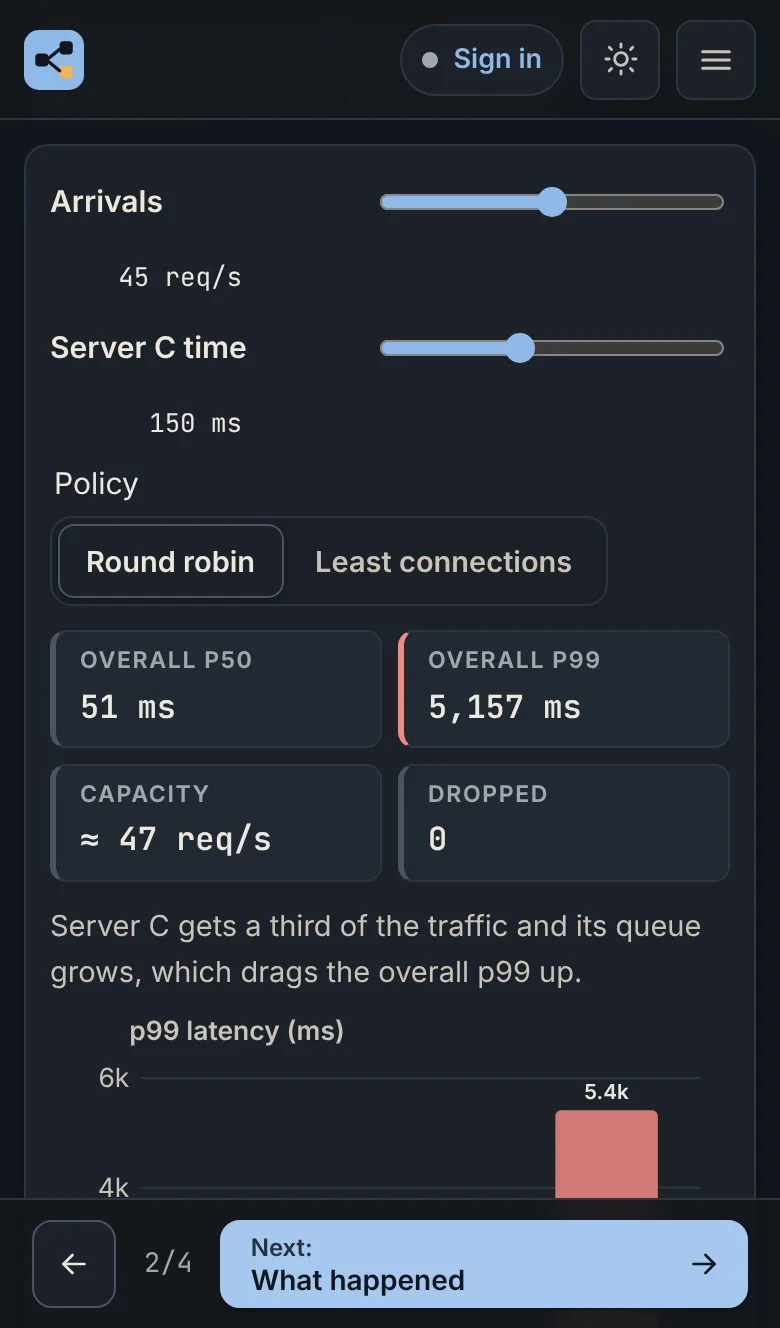 Sign in
Arrivals
45 req/s
Server C time
150 ms
Policy
Round robin
Least connections
OVERALL P50
51 ms
OVERALL P99
5,157 ms
CAPACITY
≈ 47 req/s
DROPPED
0
Server C gets a third of the traffic and its queue
grows, which drags the overall p99 up.
p99 latency (ms)
6k
5.4k
4k
2/4
Next:
What happened